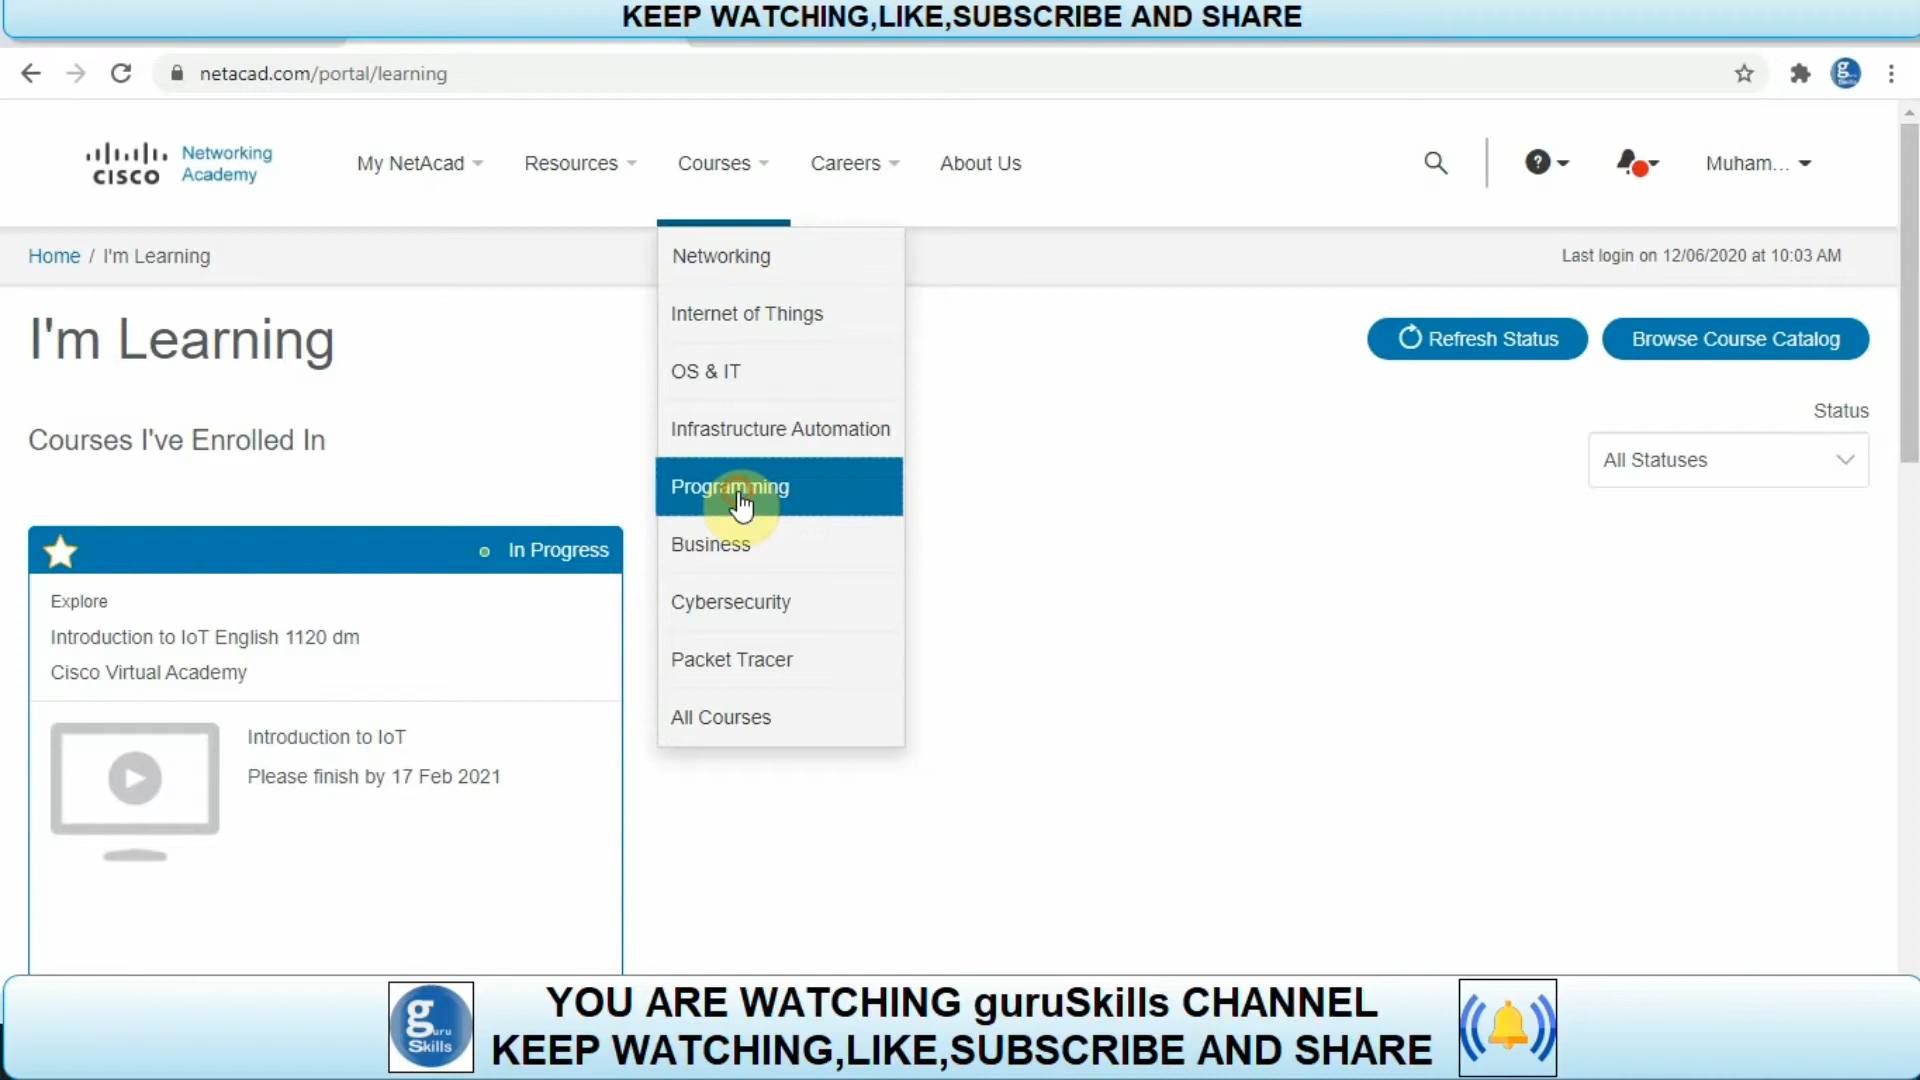 KEEP WATCHING,LIKE,SUBSCRIBE AND SHARE
netacad.com/portal/learning
CISCO Networking Academy
My NetAcad
Resources
Courses
Careers
About Us
Muham...
Home / I'm Learning
Last login on 12/06/2020 at 10:03 AM
Networking
Internet of Things
OS & IT
Infrastructure Automation
Programming
Business
Cybersecurity
Packet Tracer
All Courses
I'm Learning
Refresh Status
Browse Course Catalog
Status
All Statuses
Courses I've Enrolled In
In Progress
Explore
Introduction to IoT English 1120 dm
Cisco Virtual Academy
Introduction to IoT
Please finish by 17 Feb 2021
guru Skills
YOU ARE WATCHING guruSkills CHANNEL
KEEP WATCHING,LIKE,SUBSCRIBE AND SHARE